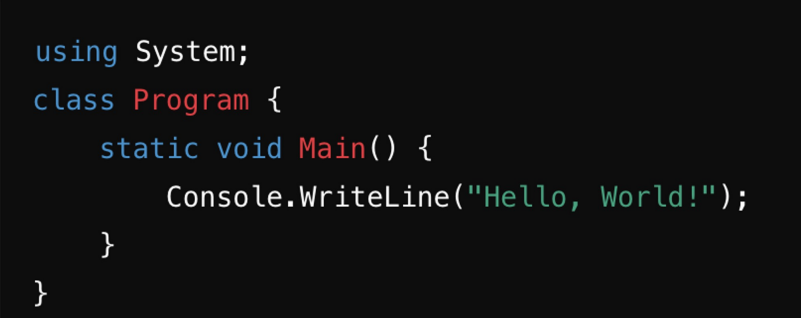 using System;
class Program {
    static void Main() {
        Console.WriteLine("Hello, World!");
    }
}